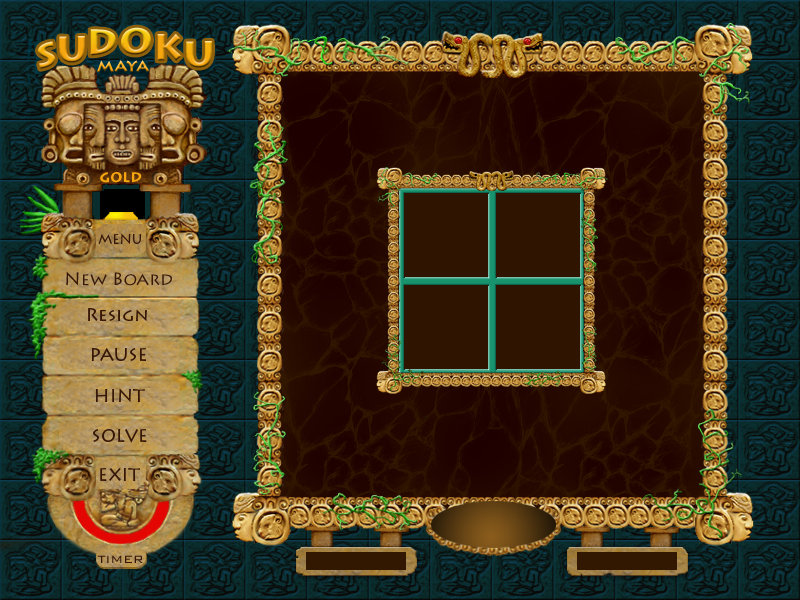 SUDOKU
MAYA
GOLD
MENU
NEW BOARD
RESIGN
PAUSE
HINT
SOLVE
EXIT
TIMER